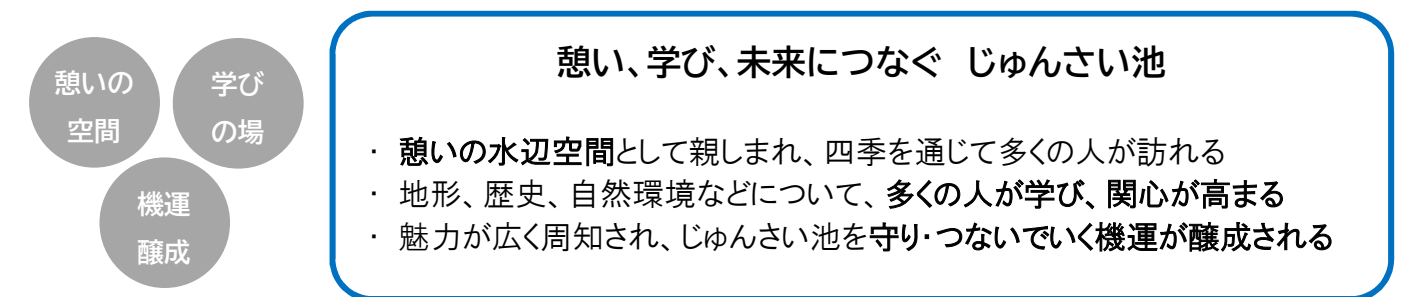 憩いの
空間
学び
の場
機運
醸成
憩い、学び、未来につなぐ　じゅんさい池
・ 憩いの水辺空間として親しまれ、四季を通じて多くの人が訪れる
・ 地形、歴史、自然環境などについて、多くの人が学び、関心が高まる
・ 魅力が広く周知され、じゅんさい池を守り・つないでいく機運が醸成される